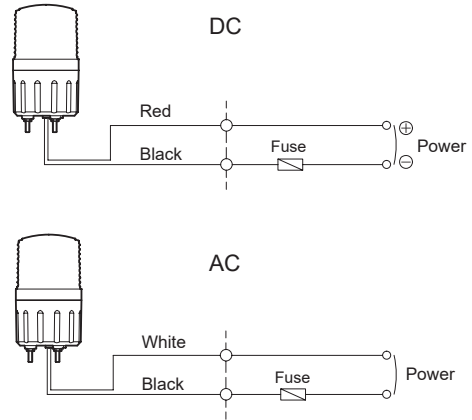 DC
Red
⊕
Fuse
Power
Black
⊖
AC
White
Fuse
Power
Black